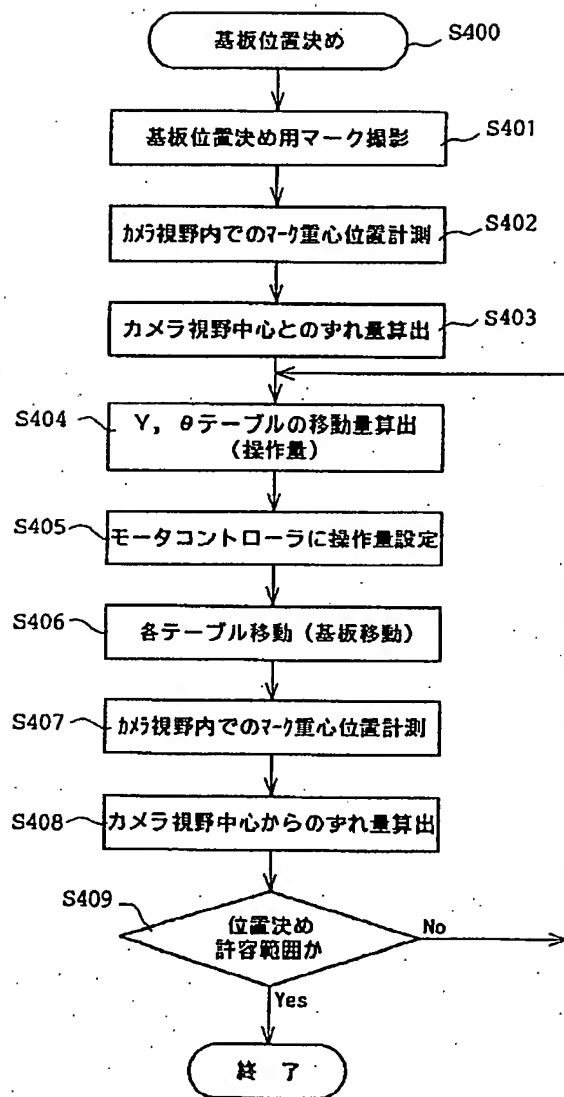 基板位置決め
S400
基板位置決め用マーク撮影
S401
ｶﾒﾗ視野内でのﾏｰｸ重心位置計測
S402
カメラ視野中心とのずれ量算出
S403
S404
Y, θテーブルの移動量算出
(操作量)
S405
モータコントローラに操作量設定
S406
各テーブル移動 (基板移動)
S407
ｶﾒﾗ視野内でのﾏｰｸ重心位置計測
S408
カメラ視野中心からのずれ量算出
S409
位置決め
許容範囲か
No
Yes
終 了